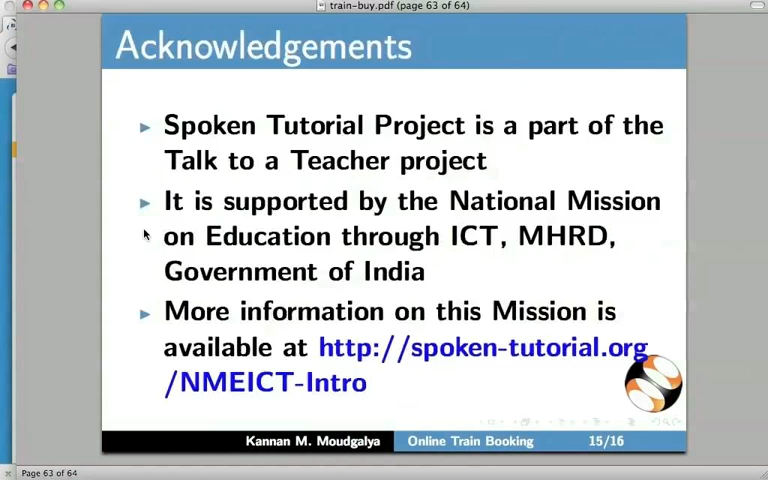 train-buy.pdf (page 63 of 64)
Acknowledgements
Spoken Tutorial Project is a part of the
Talk to a Teacher project
It is supported by the National Mission
on Education through ICT, MHRD,
Government of India
More information on this Mission is
available at http://spoken-tutorial.org
/NMEICT-Intro
Kannan M. Moudgalya Online Train Booking 15/16
Page 63 of 64